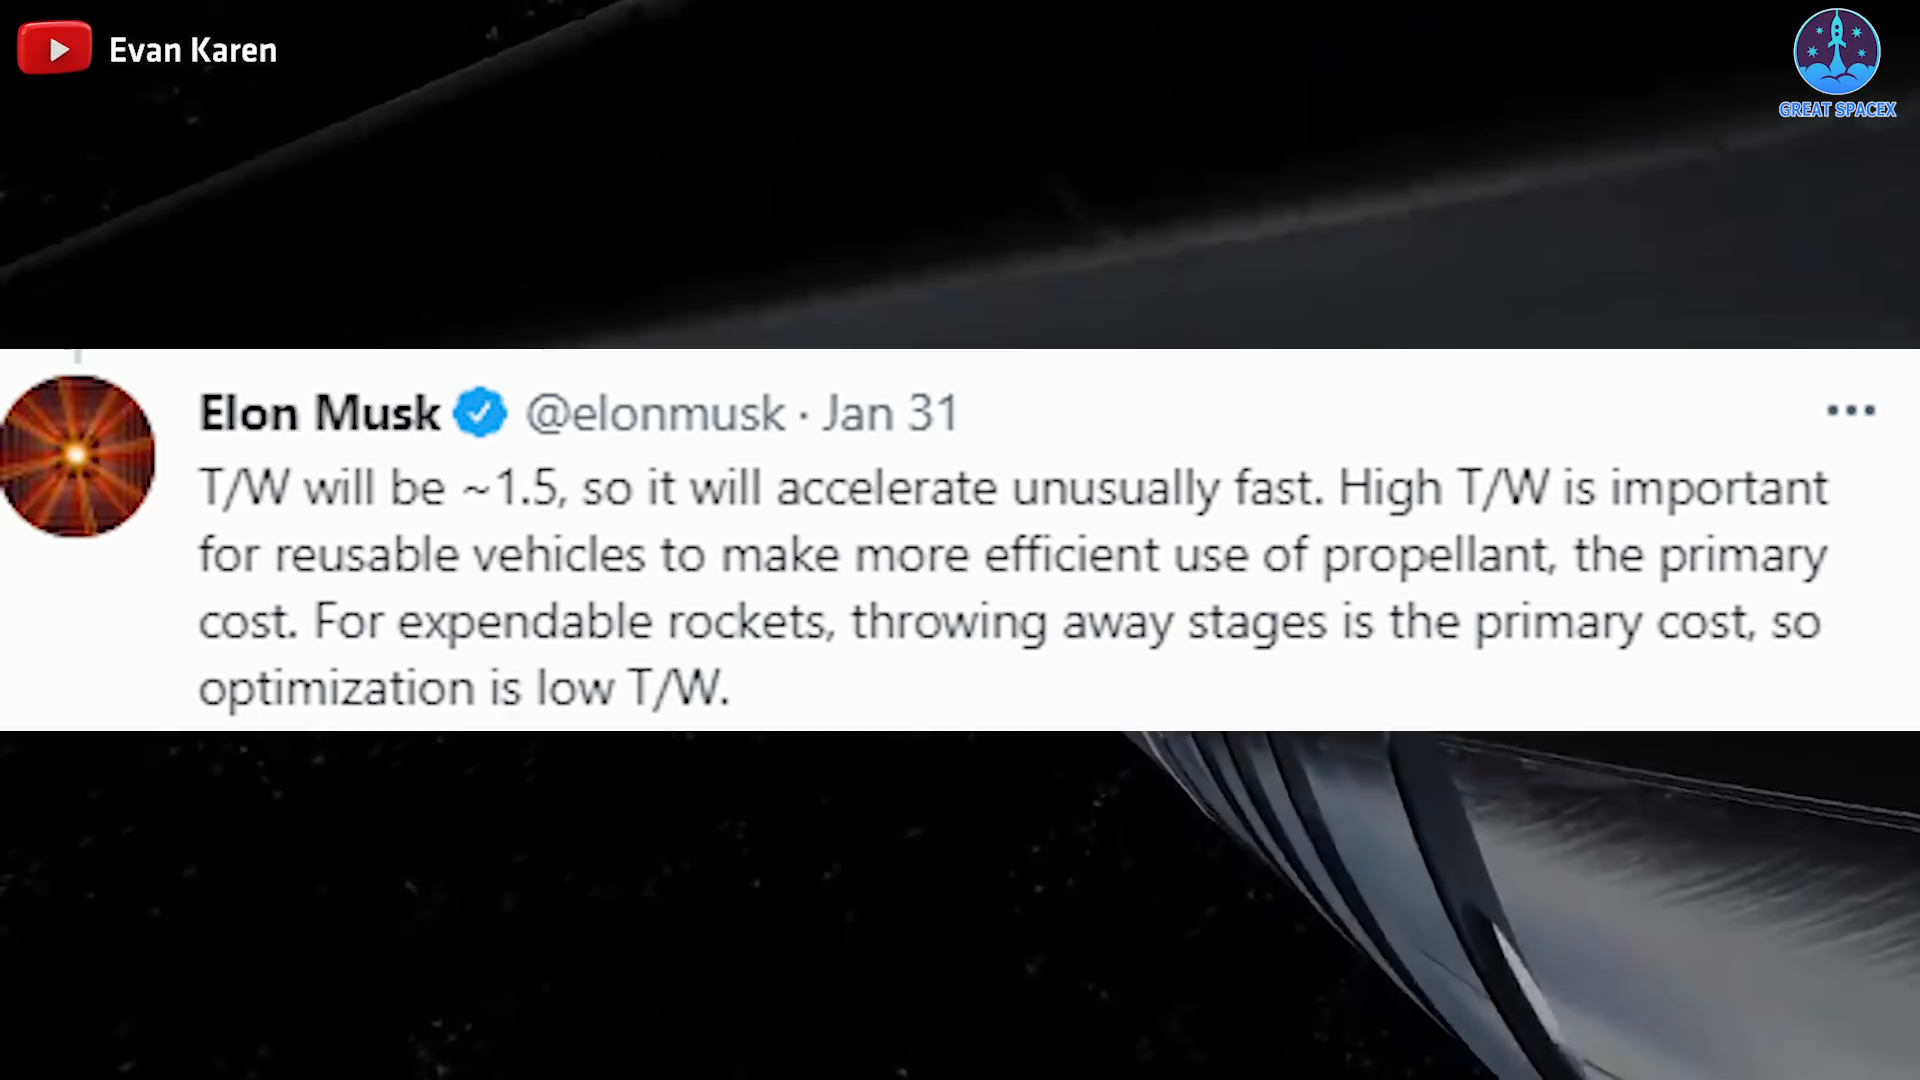 Evan Karen
GREAT SPACEX
Elon Musk @elonmusk · Jan 31
T/W will be ~1.5, so it will accelerate unusually fast. High T/W is important
for reusable vehicles to make more efficient use of propellant, the primary
cost. For expendable rockets, throwing away stages is the primary cost, so
optimization is low T/W.